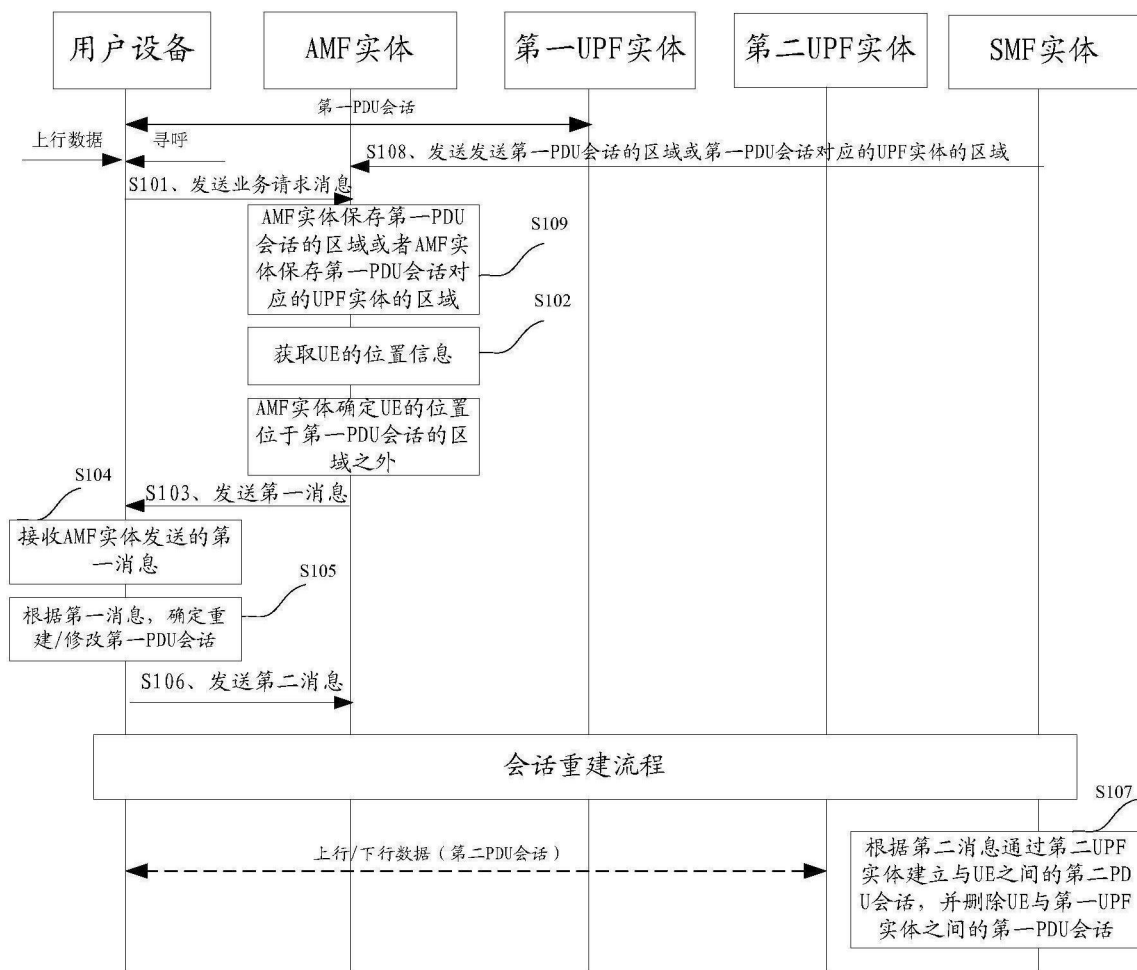 用户设备
AMF实体
第一UPF实体
第二UPF实体
SMF实体
第一PDU会话
上行数据
寻呼
S108、发送发送第一PDU会话的区域或第一PDU会话对应的UPF实体的区域
S101、发送业务请求消息
AMF实体保存第一PDU
会话的区域或者AMF实
体保存第一PDU会话对
应的UPF实体的区域
S109
S102
获取UE的位置信息
AMF实体确定UE的位置
位于第一PDU会话的区
域之外
S104
S103、发送第一消息
接收AMF实体发送的第
一消息
S105
根据第一消息，确定重
建/修改第一PDU会话
S106、发送第二消息
会话重建流程
S107
上行/下行数据（第二PDU会话）
根据第二消息通过第二UPF
实体建立与UE之间的第二PD
U会话，并删除UE与第一UPF
实体之间的第一PDU会话